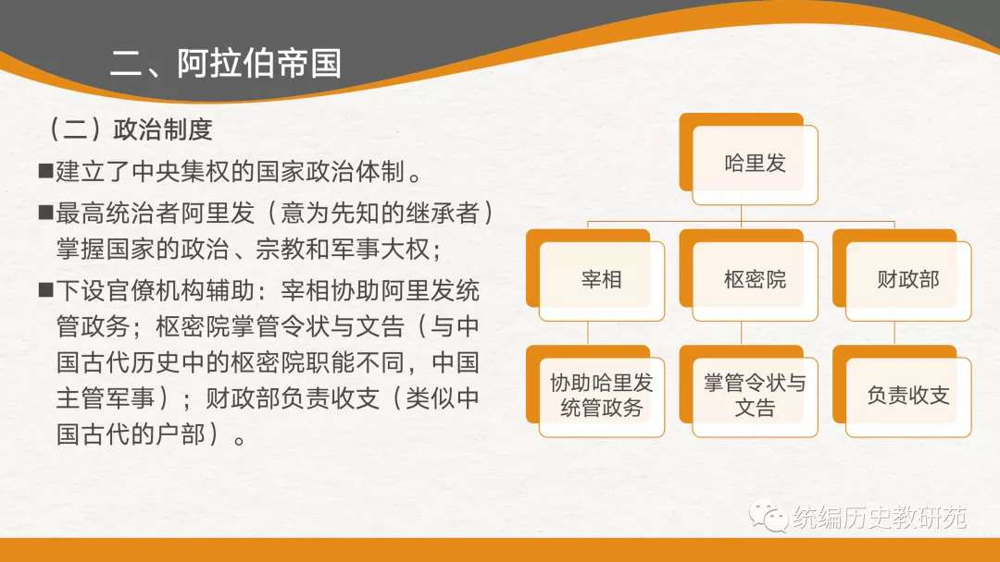 二、阿拉伯帝国
（二）政治制度
■建立了中央集权的国家政治体制。
■最高统治者阿里发（意为先知的继承者）
掌握国家的政治、宗教和军事大权；
■下设官僚机构辅助：宰相协助阿里发统
管政务；枢密院掌管令状与文告（与中
国古代历史中的枢密院职能不同，中国
主管军事）；财政部负责收支（类似中
国古代的户部）。
哈里发
宰相
枢密院
财政部
协助哈里发
统管政务
掌管令状与
文告
负责收支
统编历史教研苑